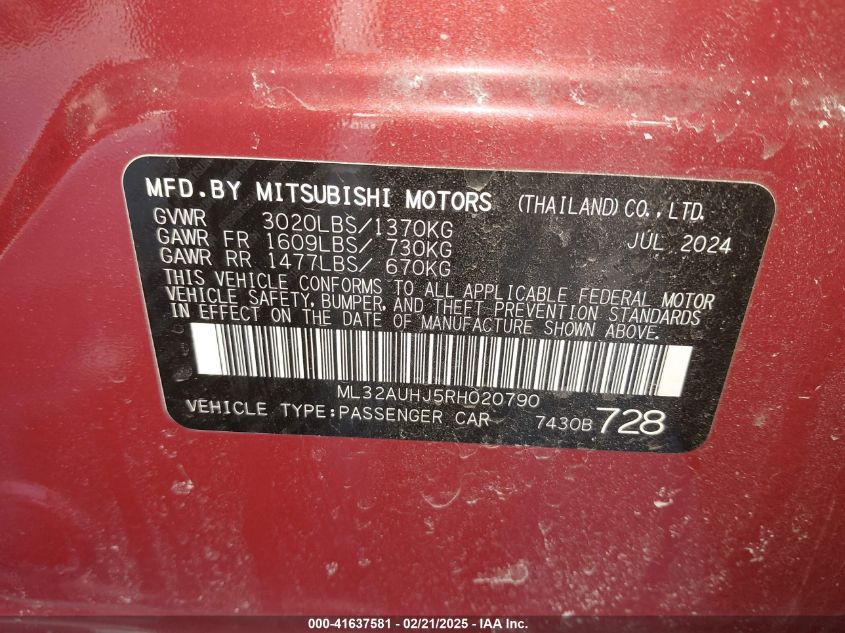 MFD.BY MITSUBISHI MOTORS (THAILAND) CO., LTD.
GVWR 3020LBS/1370KG JUL 2024
GAWR FR 1609LBS/ 730KG
GAWR RR 1477LBS/ 670KG
THIS VEHICLE CONFORMS TO ALL APPLICABLE FEDERAL MOTOR
VEHICLE SAFETY, BUMPER, AND THEFT PREVENTION STANDARDS
IN EFFECT ON THE DATE OF MANUFACTURE SHOWN ABOVE.
ML32AUHJ5RH020790
VEHICLE TYPE:PASSENGER CAR 7430B 728
000-41637581 - 02/21/2025 - IAA Inc.